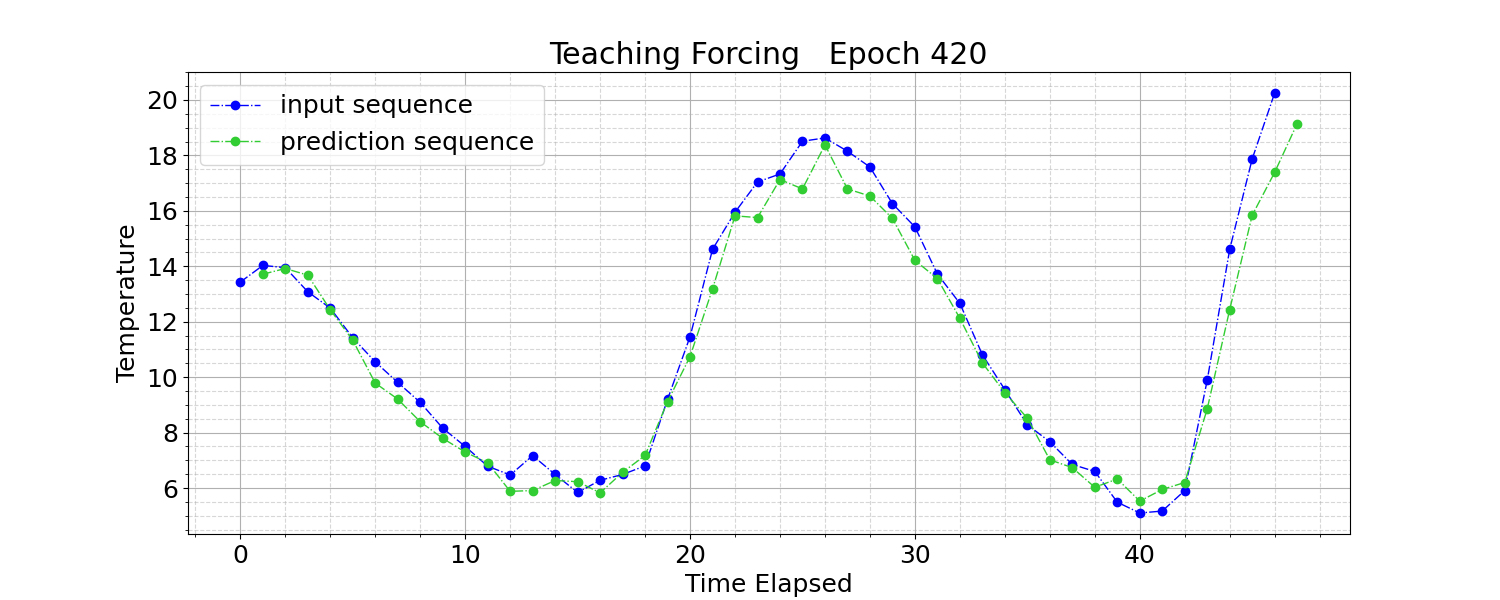 Teaching Forcing   Epoch 420
input sequence
prediction sequence
Temperature
20
18
16
14
12
10
8
6
0 10 20 30 40
Time Elapsed